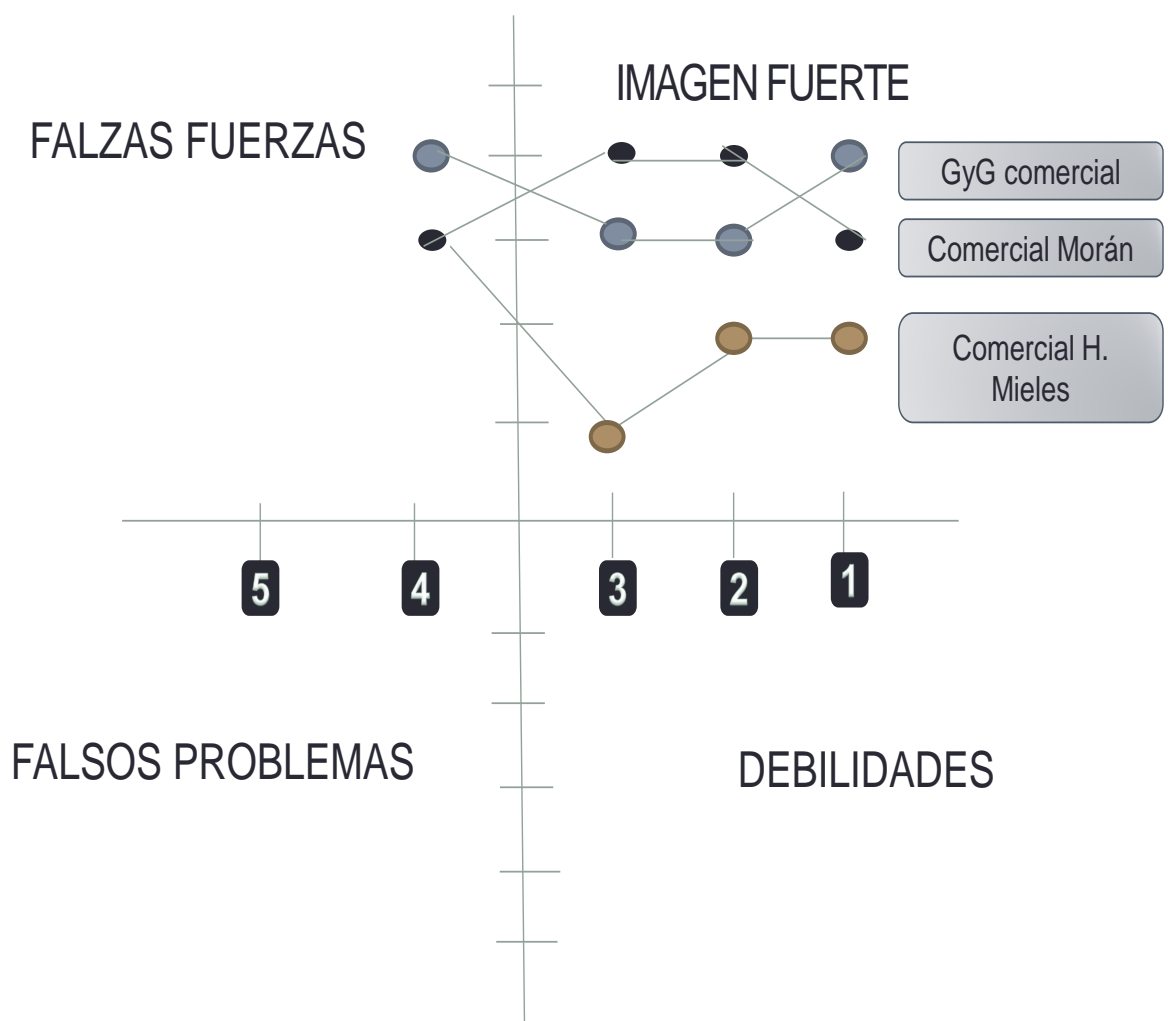 IMAGEN FUERTE
FALZAS FUERZAS
GyG comercial
Comercial Morán
Comercial H.
Mieles
5
4
3
2
1
FALSOS PROBLEMAS
DEBILIDADES